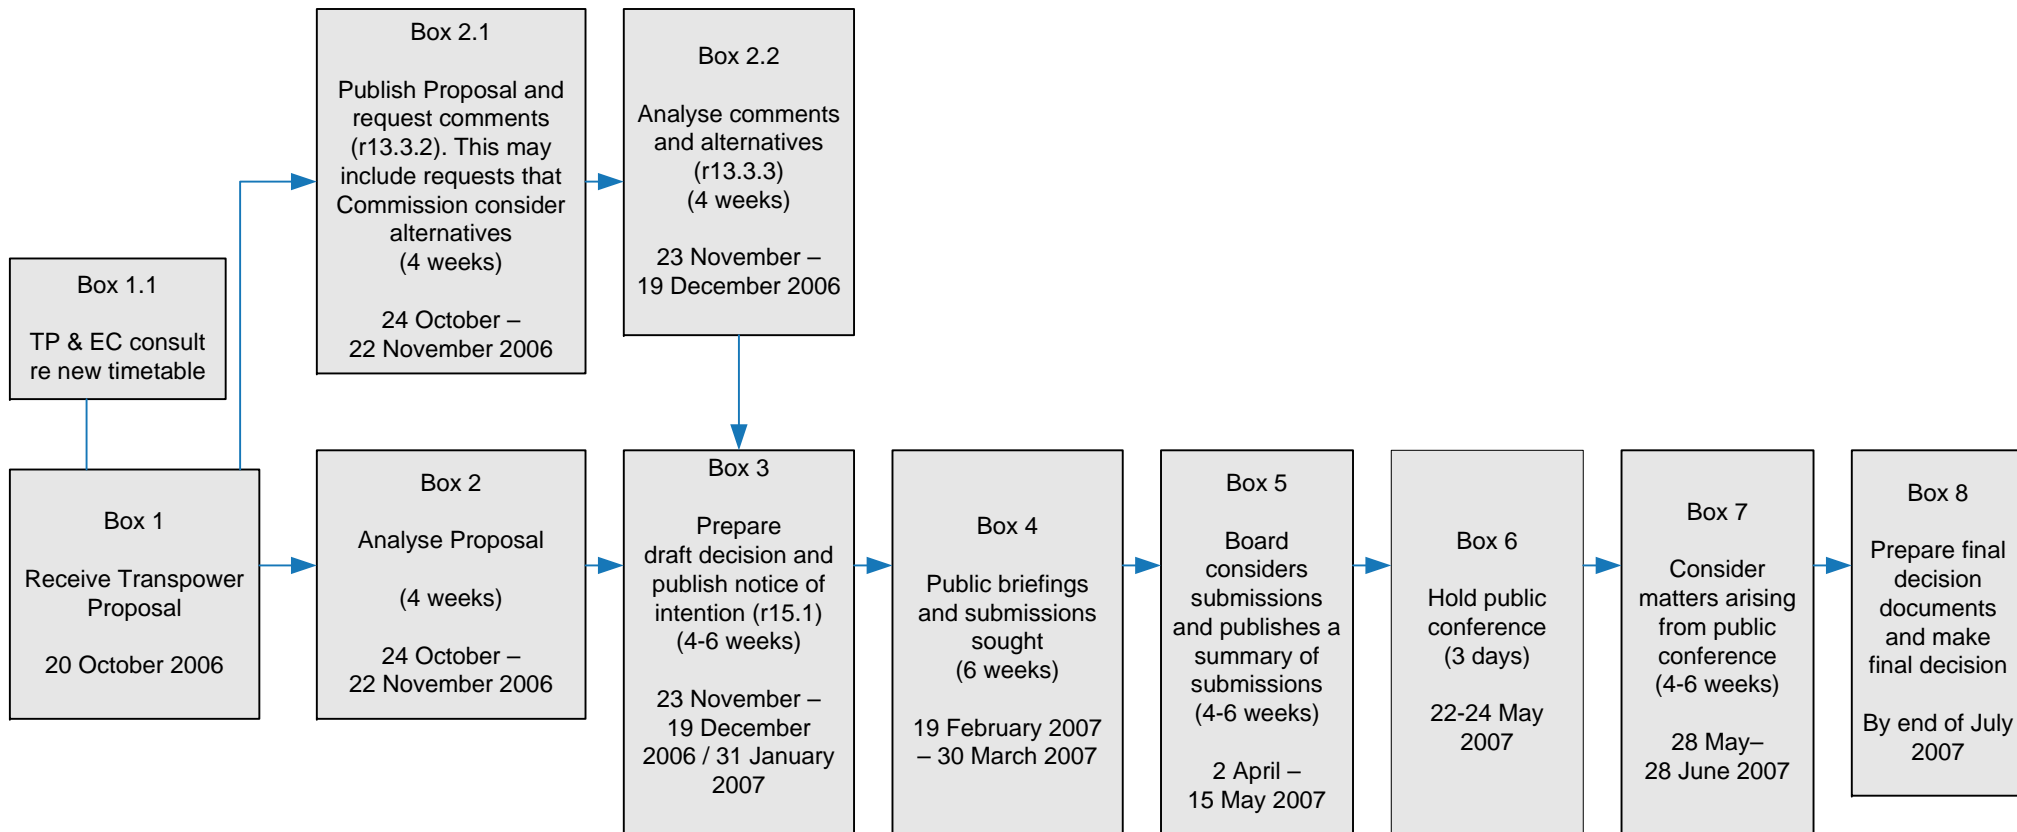 Box 2.1
Publish Proposal and
request comments
(r13.3.2). This may
include requests that
Commission consider
alternatives
(4 weeks)
24 October –
22 November 2006
Box 2.2
Analyse comments
and alternatives
(r13.3.3)
(4 weeks)
23 November –
19 December 2006
Box 1.1
TP & EC consult
re new timetable
Box 1
Receive Transpower
Proposal
20 October 2006
Box 2
Analyse Proposal
(4 weeks)
24 October –
22 November 2006
Box 3
Prepare
draft decision and
publish notice of
intention (r15.1)
(4-6 weeks)
23 November –
19 December
2006 / 31 January
2007
Box 4
Public briefings
and submissions
sought
(6 weeks)
19 February 2007
– 30 March 2007
Box 5
Board
considers
submissions
and publishes a
summary of
submissions
(4-6 weeks)
2 April –
15 May 2007
Box 6
Hold public
conference
(3 days)
22-24 May
2007
Box 7
Consider
matters arising
from public
conference
(4-6 weeks)
28 May–
28 June 2007
Box 8
Prepare final
decision
documents
and make
final decision
By end of July
2007